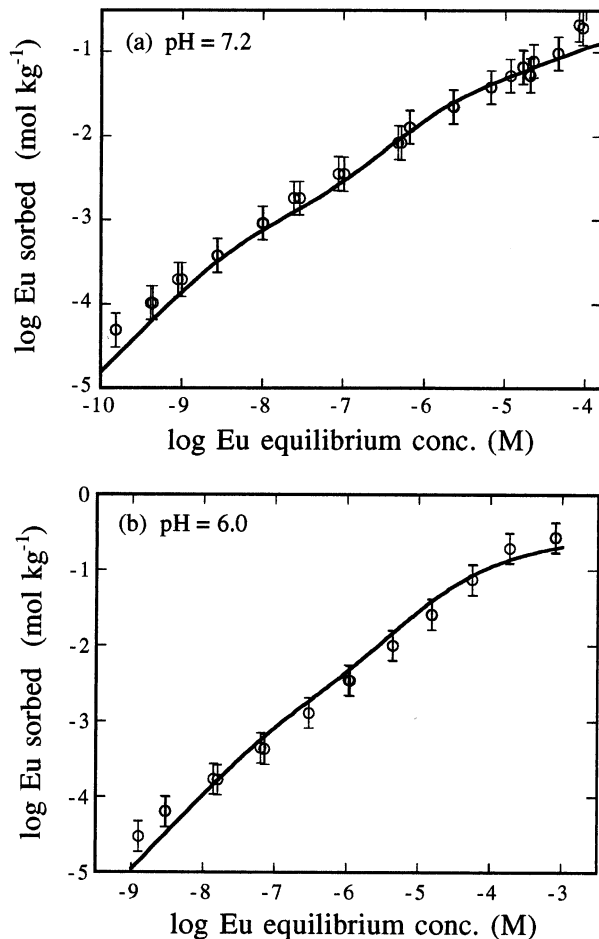 (a) pH = 7.2
log Eu sorbed (mol kg⁻¹)
-1
-2
-3
-4
-5
-10 -9 -8 -7 -6 -5 -4
log Eu equilibrium conc. (M)
(b) pH = 6.0
log Eu sorbed (mol kg⁻¹)
0
-1
-2
-3
-4
-5
-9 -8 -7 -6 -5 -4 -3
log Eu equilibrium conc. (M)